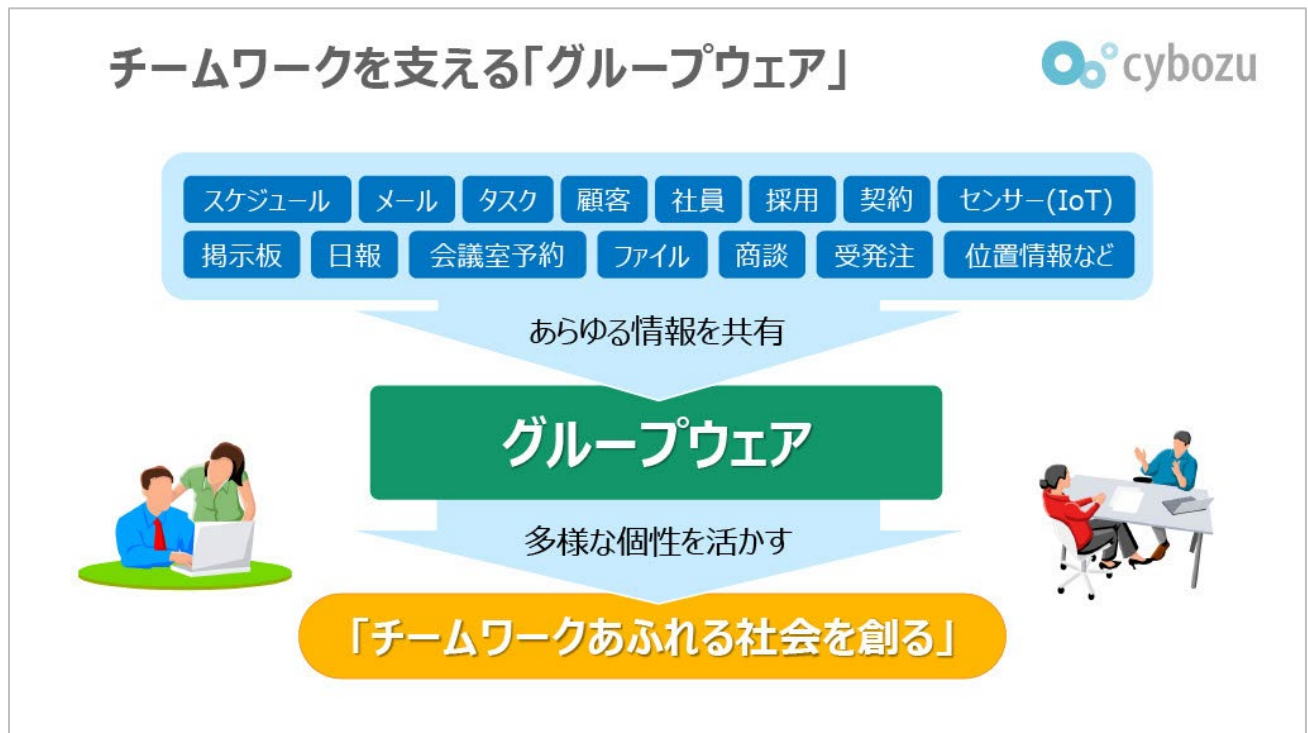 チームワークを支える「グループウェア」
cybozu
スケジュール メール タスク 顧客 社員 採用 契約 センサー(IoT)
掲示板 日報 会議室予約 ファイル 商談 受発注 位置情報など
あらゆる情報を共有
グループウェア
多様な個性を活かす
「チームワークあふれる社会を創る」